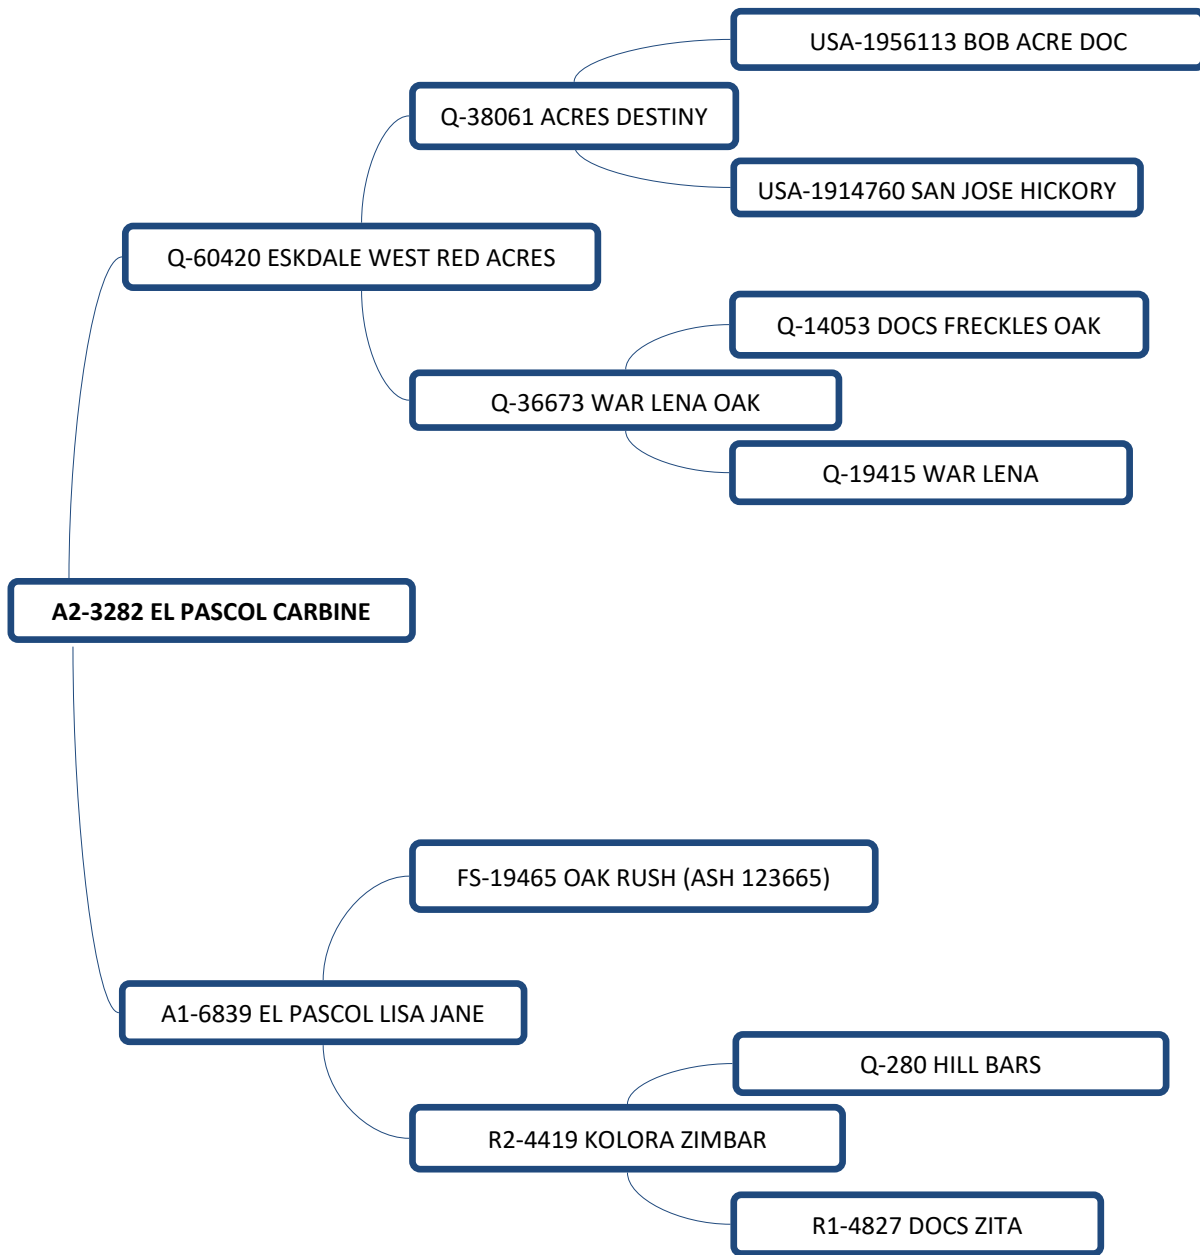 USA-1956113 BOB ACRE DOC
Q-38061 ACRES DESTINY
USA-1914760 SAN JOSE HICKORY
Q-60420 ESKDALE WEST RED ACRES
Q-14053 DOCS FRECKLES OAK
Q-36673 WAR LENA OAK
Q-19415 WAR LENA
A2-3282 EL PASCOL CARBINE
FS-19465 OAK RUSH (ASH 123665)
A1-6839 EL PASCOL LISA JANE
Q-280 HILL BARS
R2-4419 KOLORA ZIMBAR
R1-4827 DOCS ZITA